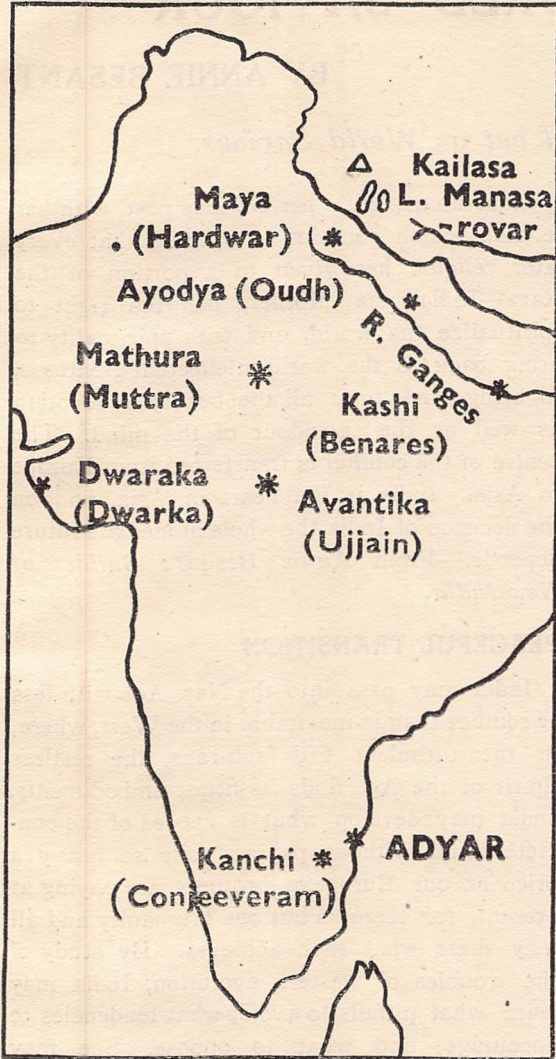 Kailasa
L. Manasa
-rovar
Maya
(Hardwar)
Ayodya (Oudh)
R. Ganges
Mathura
(Muttra)
Kashi
(Benares)
Dwaraka
(Dwarka)
Avantika
(Ujjain)
ADYAR
Kanchi
(Conjeeveram)